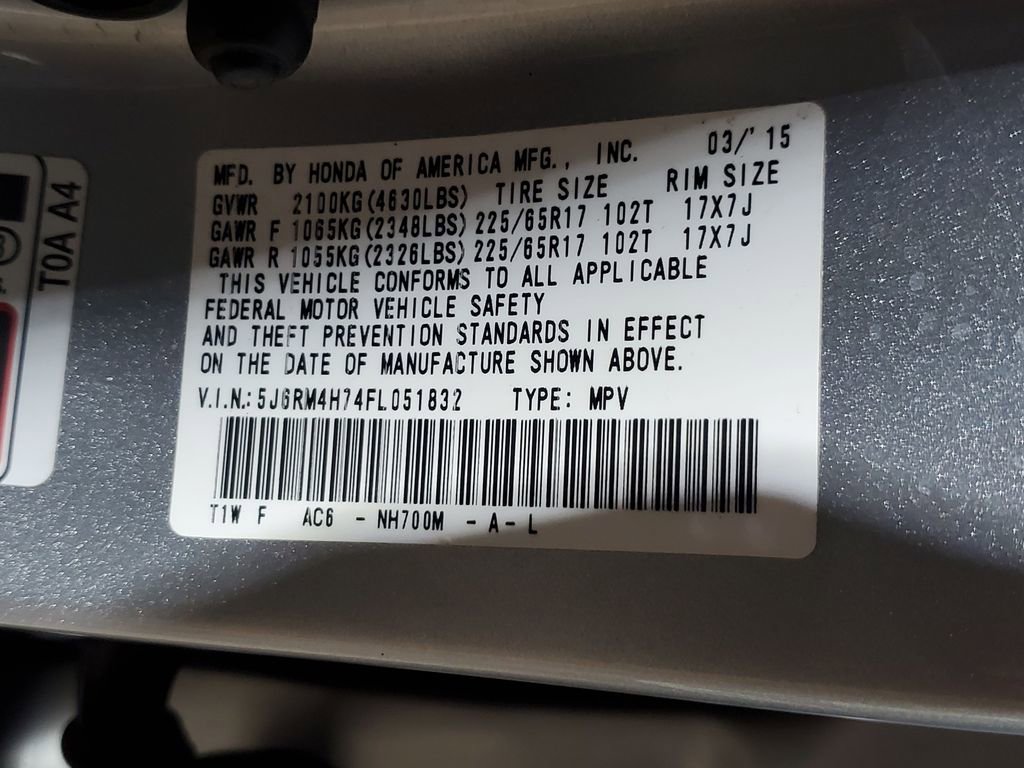 MFD. BY HONDA OF AMERICA MFG., INC. 03/'15
GVWR 2100KG(4630LBS) TIRE SIZE RIM SIZE
GAWR F 1065KG(2348LBS) 225/65R17 102T 17X7J
GAWR R 1055KG(2326LBS) 225/65R17 102T 17X7J
THIS VEHICLE CONFORMS TO ALL APPLICABLE
FEDERAL MOTOR VEHICLE SAFETY
AND THEFT PREVENTION STANDARDS IN EFFECT
ON THE DATE OF MANUFACTURE SHOWN ABOVE.
V.I.N.: 5J6RM4H74FL051832 TYPE: MPV
T1W F AC6 - NH700M - A - L
T0A A4